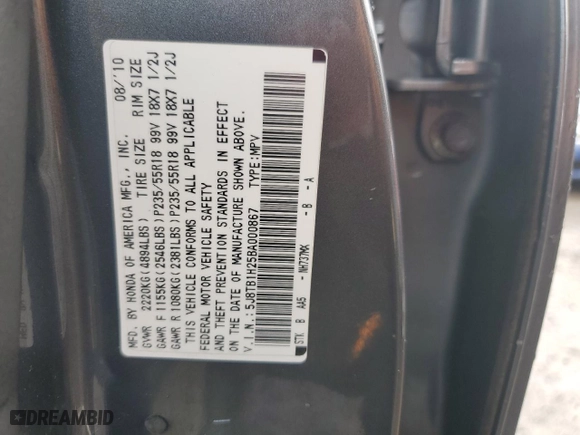 MFD. BY HONDA OF AMERICA MFG., INC. 08/'10
GVWR 2220KG(4894LBS) TIRE SIZE RIM SIZE
GAWR F 1155KG(2546LBS)P235/55R18 99V 18X7 1/2J
GAWR R 1080KG(2381LBS)P235/55R18 99V 18X7 1/2J
THIS VEHICLE CONFORMS TO ALL APPLICABLE
FEDERAL MOTOR VEHICLE SAFETY
AND THEFT PREVENTION STANDARDS IN EFFECT
ON THE DATE OF MANUFACTURE SHOWN ABOVE.
V.I.N.:5J8TB1H25BA000867 TYPE:MPV
STX B AA5 - NH737MX - B - A
DREAMBID